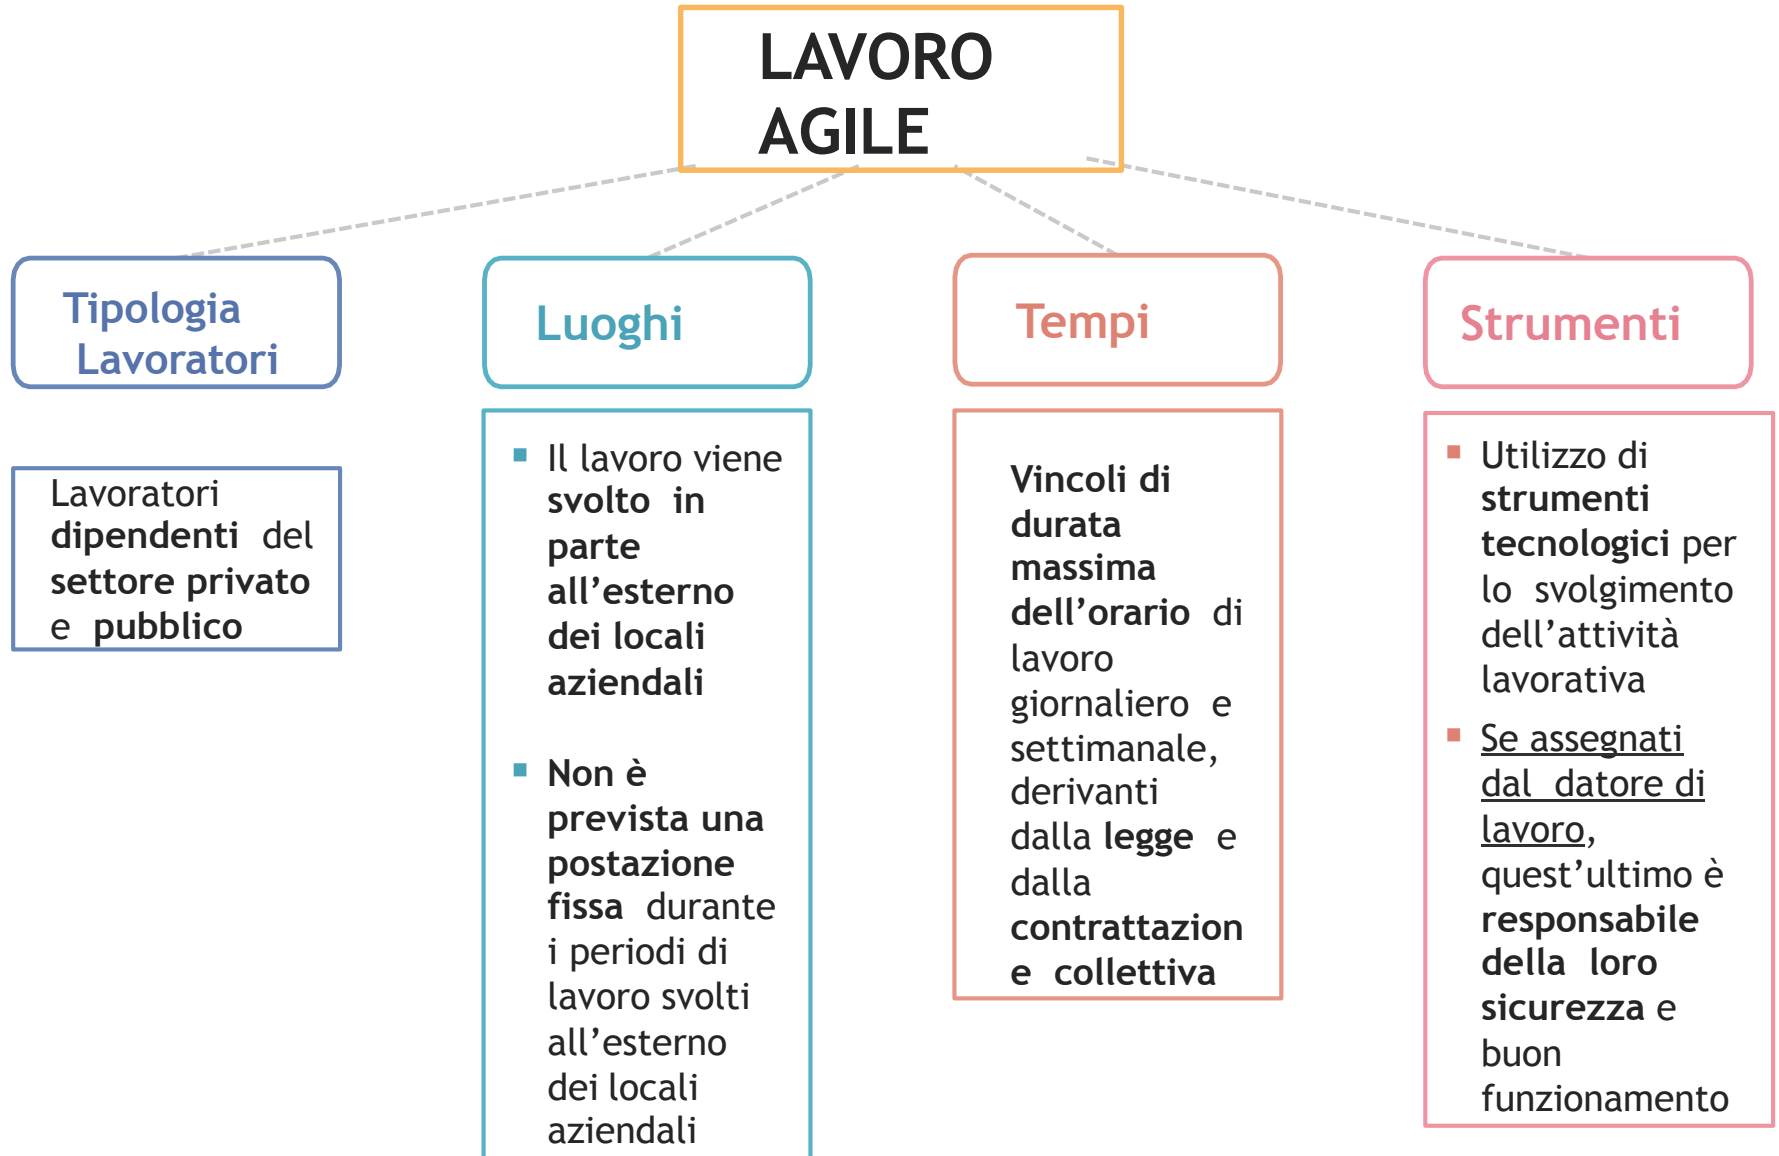 LAVORO
AGILE
Tipologia
Lavoratori
Lavoratori
dipendenti del
settore privato
e pubblico
Luoghi
▪ Il lavoro viene
svolto in
parte
all’esterno
dei locali
aziendali
▪ Non è
prevista una
postazione
fissa durante
i periodi di
lavoro svolti
all’esterno
dei locali
aziendali
Tempi
Vincoli di
durata
massima
dell’orario di
lavoro
giornaliero e
settimanale,
derivanti
dalla legge e
dalla
contrattazion
e collettiva
Strumenti
▪ Utilizzo di
strumenti
tecnologici per
lo svolgimento
dell’attività
lavorativa
▪ Se assegnati
dal datore di
lavoro,
quest’ultimo è
responsabile
della loro
sicurezza e
buon
funzionamento